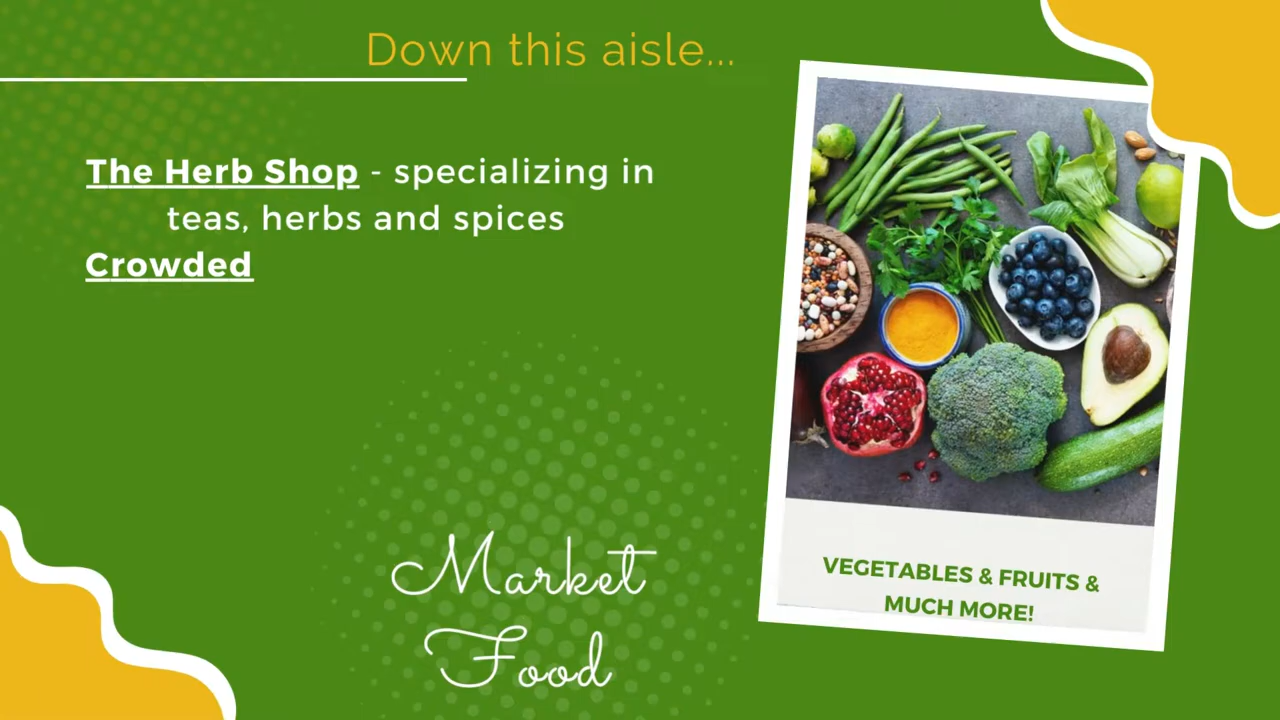 Down this aisle...
The Herb Shop - specializing in
teas, herbs and spices
Crowded
Market
Food
VEGETABLES & FRUITS &
MUCH MORE!